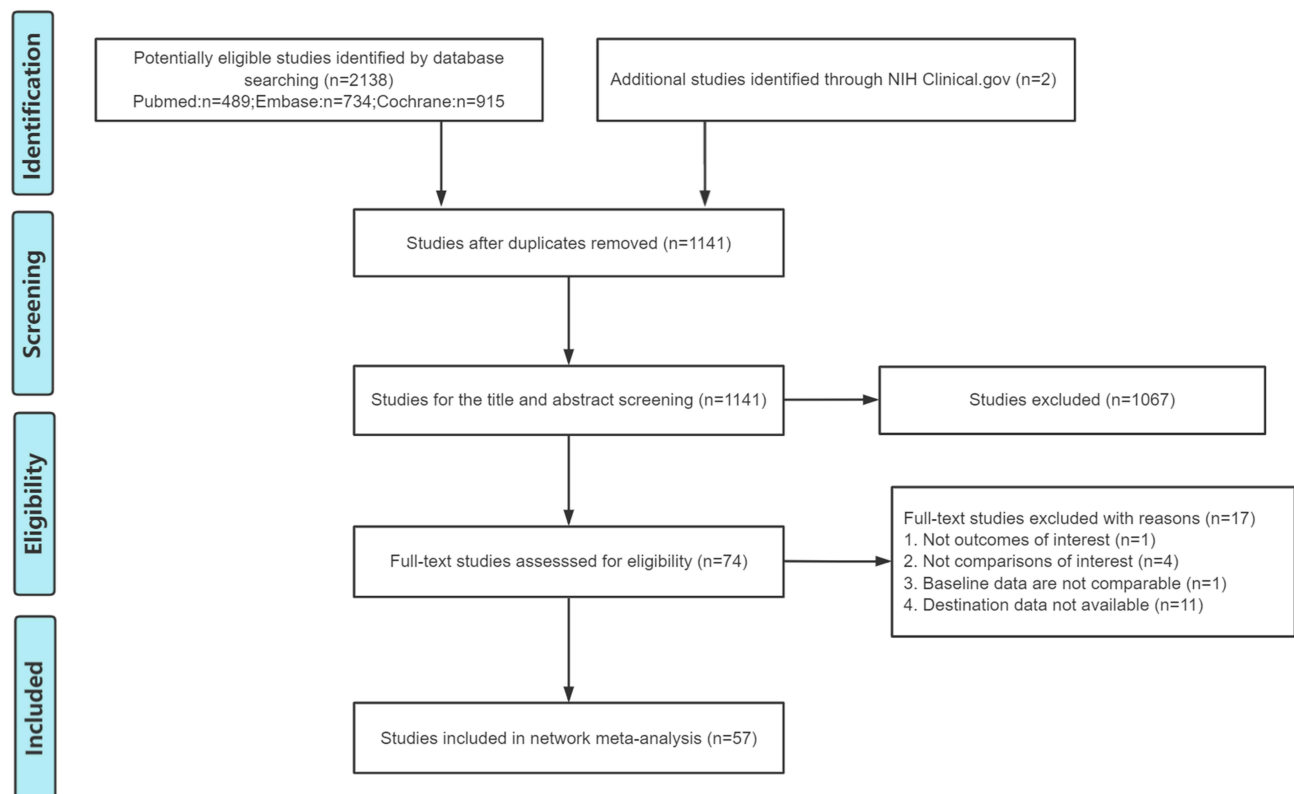 Identification
Potentially eligible studies identified by database
searching (n=2138)
Pubmed:n=489;Embase:n=734;Cochrane:n=915
Additional studies identified through NIH Clinical.gov (n=2)
Screening
Studies after duplicates removed (n=1141)
Studies for the title and abstract screening (n=1141)
Studies excluded (n=1067)
Eligibility
Full-text studies assesssed for eligibility (n=74)
Full-text studies excluded with reasons (n=17)
1. Not outcomes of interest (n=1)
2. Not comparisons of interest (n=4)
3. Baseline data are not comparable (n=1)
4. Destination data not available (n=11)
Included
Studies included in network meta-analysis (n=57)